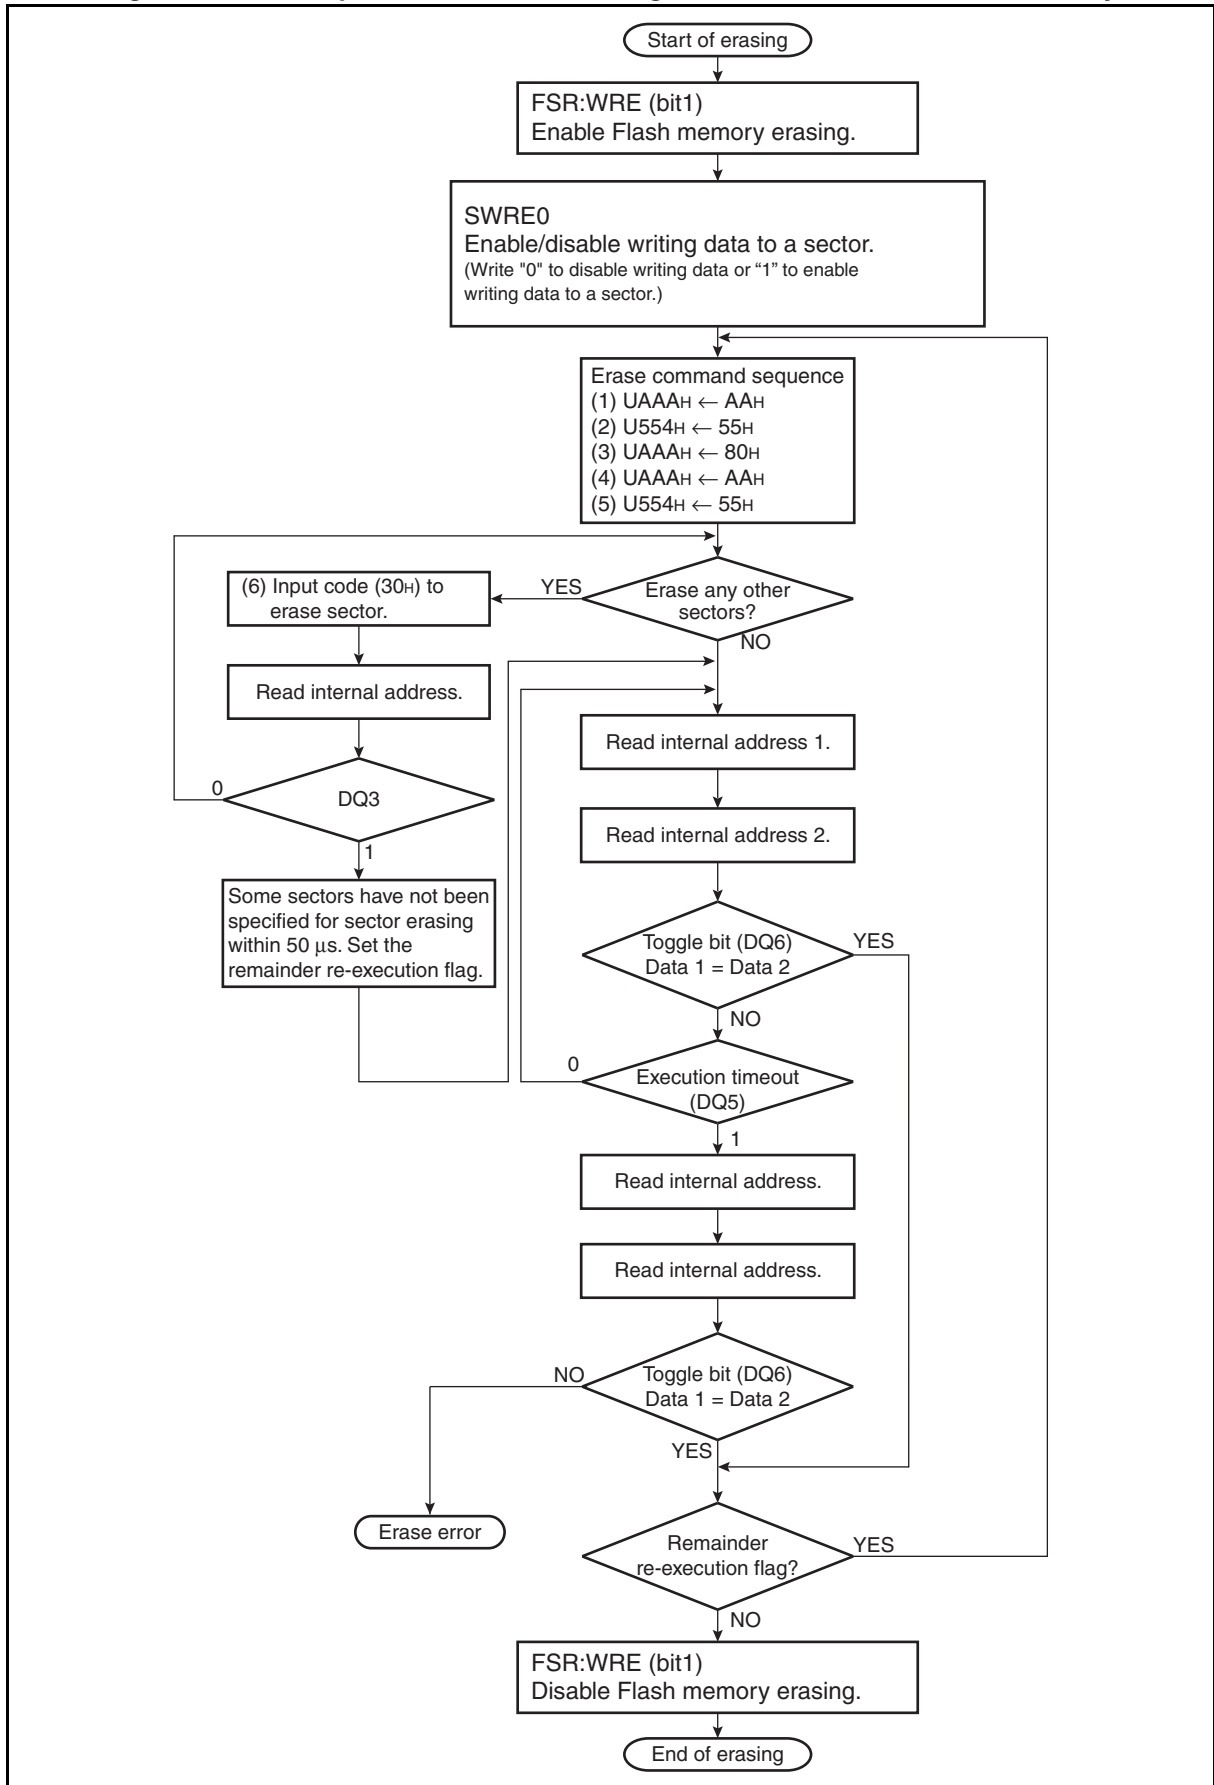 Start of erasing
FSR:WRE (bit1)
Enable Flash memory erasing.
SWRE0
Enable/disable writing data to a sector.
(Write "0" to disable writing data or “1” to enable
writing data to a sector.)
Erase command sequence
(1) UAAAH ← AAH
(2) U554H ← 55H
(3) UAAAH ← 80H
(4) UAAAH ← AAH
(5) U554H ← 55H
Erase any other
sectors?
YES
NO
(6) Input code (30H) to
erase sector.
Read internal address.
DQ3
0
1
Some sectors have not been
specified for sector erasing
within 50 μs. Set the
remainder re-execution flag.
Read internal address 1.
Read internal address 2.
Toggle bit (DQ6)
Data 1 = Data 2
YES
NO
Execution timeout
(DQ5)
0
1
Read internal address.
Read internal address.
Toggle bit (DQ6)
Data 1 = Data 2
NO
YES
Erase error
Remainder
re-execution flag?
YES
NO
FSR:WRE (bit1)
Disable Flash memory erasing.
End of erasing